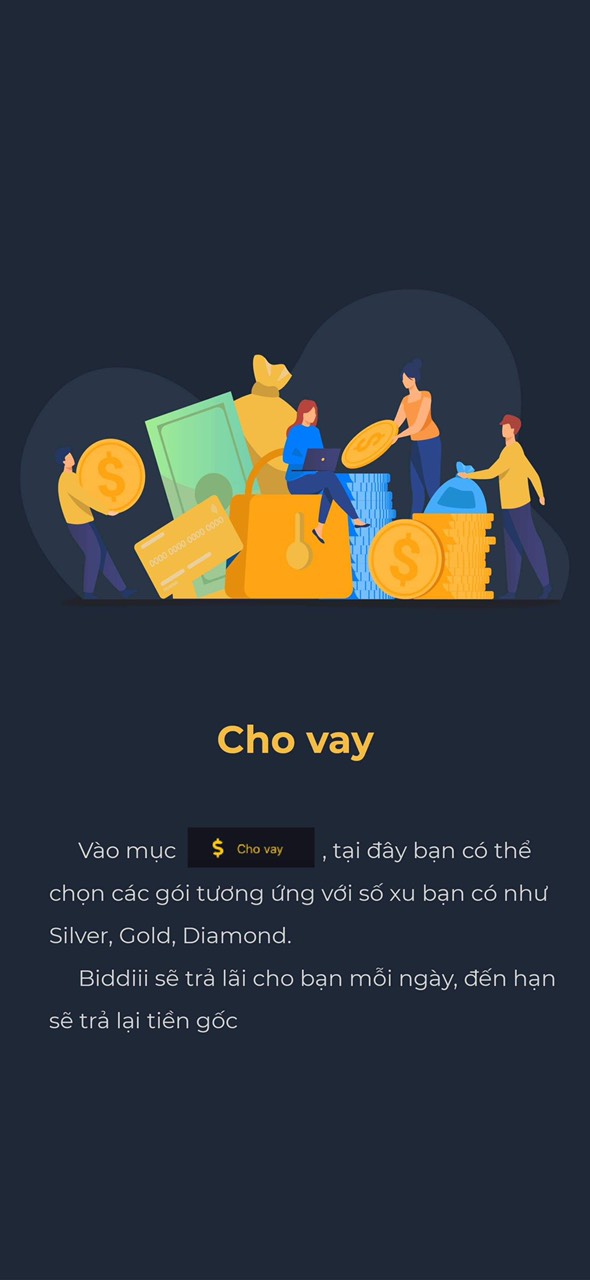 Cho vay
Vào mục $ Cho vay , tại đây bạn có thể
chọn các gói tương ứng với số xu bạn có như
Silver, Gold, Diamond.
Biddiii sẽ trả lãi cho bạn mỗi ngày, đến hạn
sẽ trả lại tiền gốc